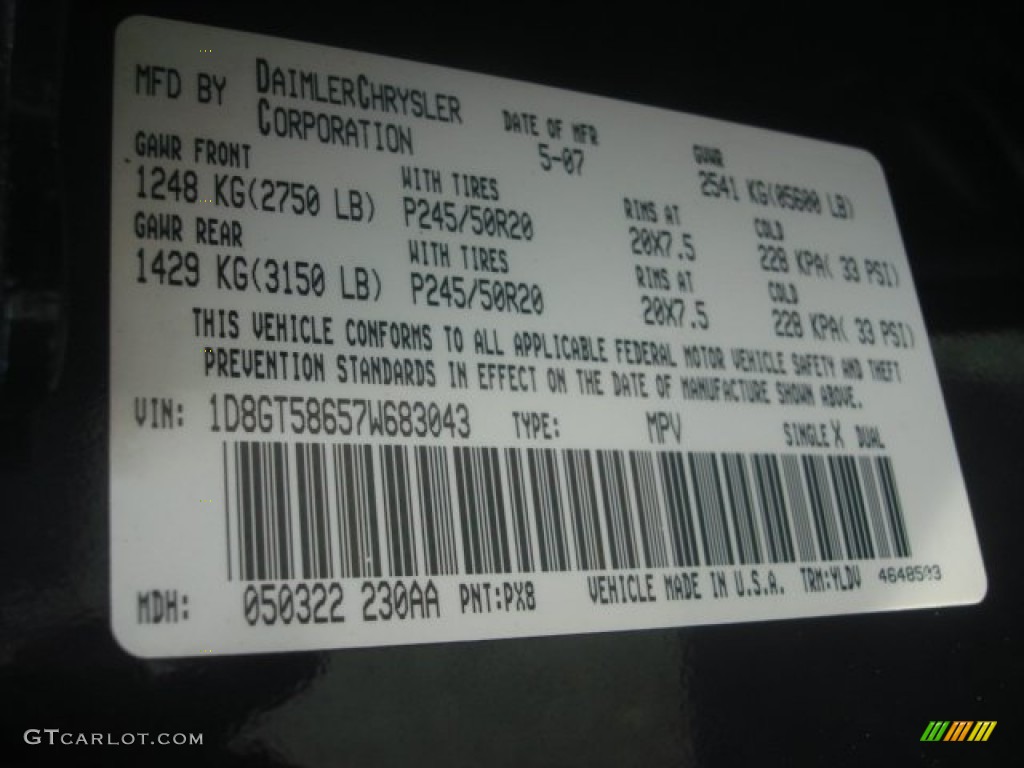 MFD BY DAIMLERCHRYSLER CORPORATION DATE OF MFR 5-07 GVWR 2541 KG(05600 LB)
GAWR FRONT WITH TIRES RIMS AT COLD
1248 KG(2750 LB) P245/50R20 20X7.5 228 KPA( 33 PSI)
GAWR REAR WITH TIRES RIMS AT COLD
1429 KG(3150 LB) P245/50R20 20X7.5 228 KPA( 33 PSI)
THIS VEHICLE CONFORMS TO ALL APPLICABLE FEDERAL MOTOR VEHICLE SAFETY AND THEFT
PREVENTION STANDARDS IN EFFECT ON THE DATE OF MANUFACTURE SHOWN ABOVE.
VIN: 1D8GT58657W683043 TYPE: MPV SINGLE X DUAL
MDH: 050322 230AA PNT:PX8 VEHICLE MADE IN U.S.A. TRM:YLDV
GTCARLOT.COM